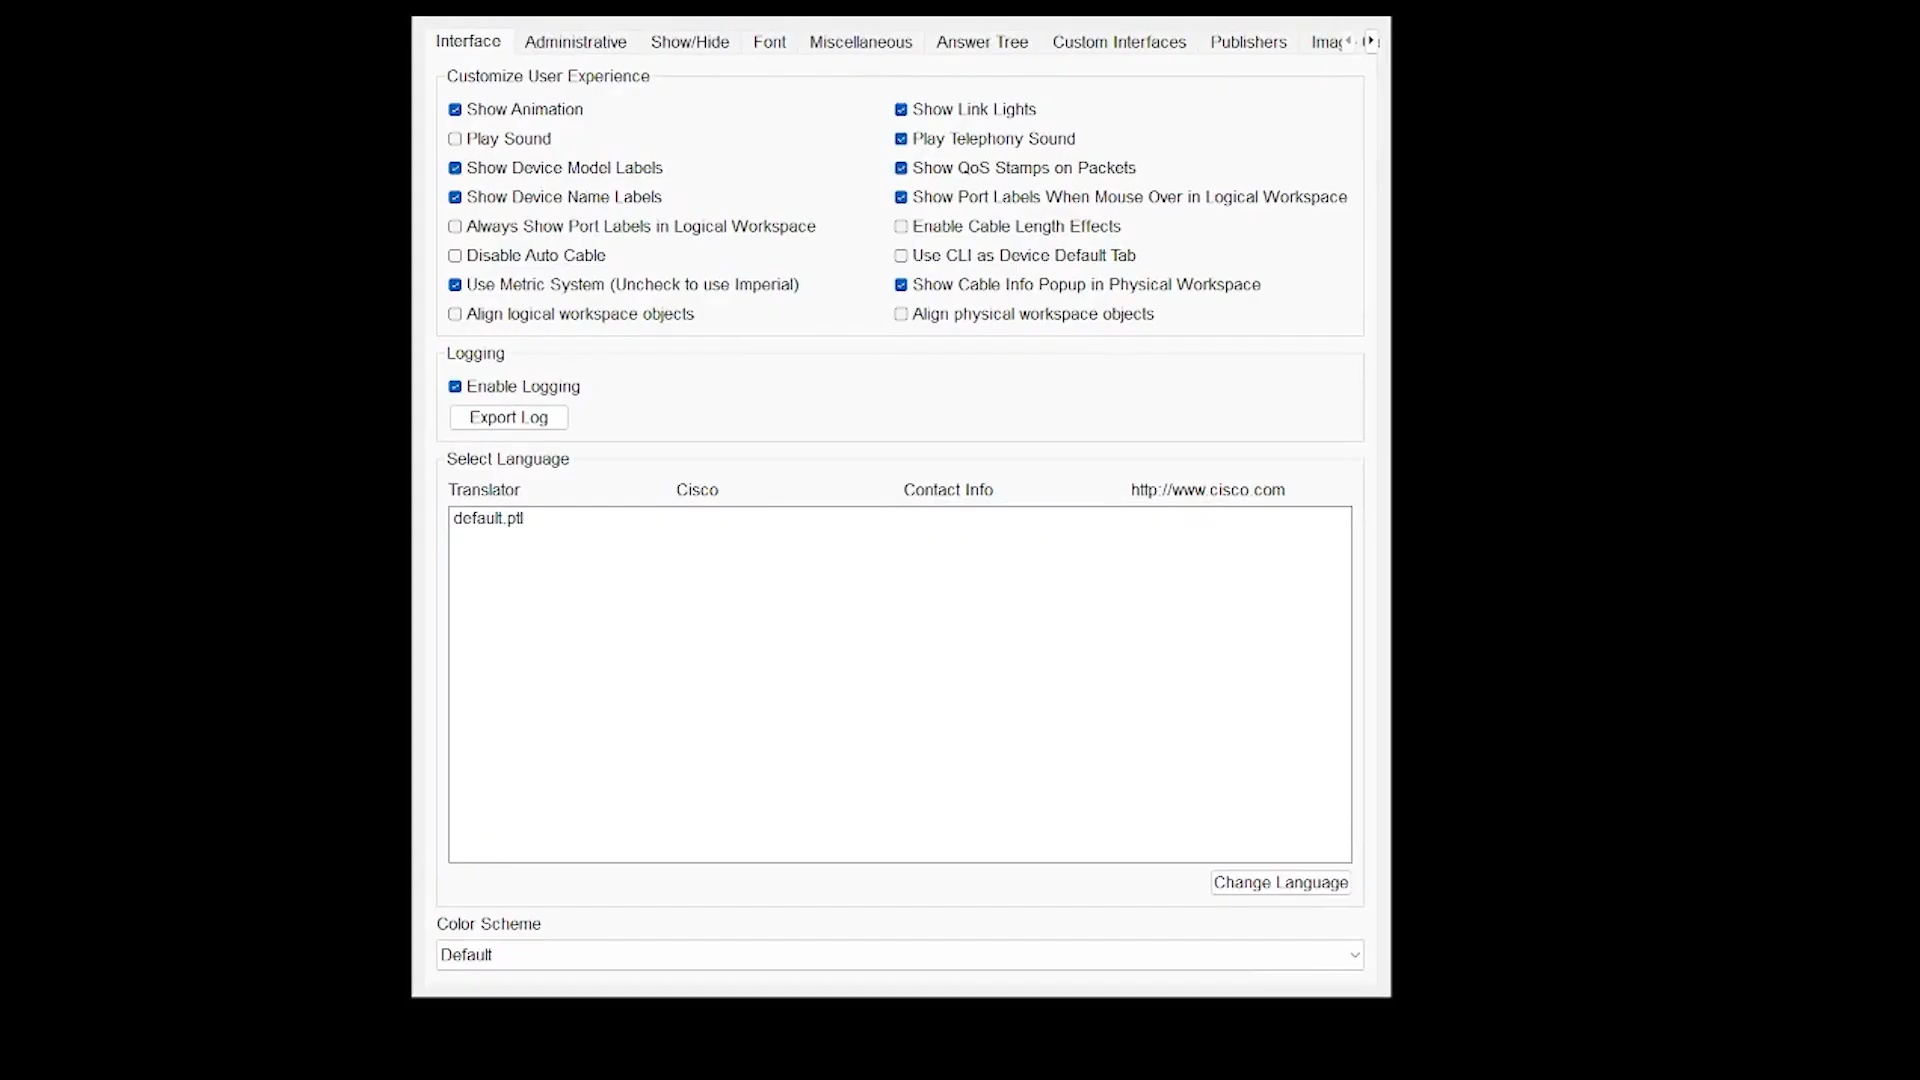 Interface Administrative Show/Hide Font Miscellaneous Answer Tree Custom Interfaces Publishers
Customize User Experience
Show Animation Show Link Lights
Play Sound Play Telephony Sound
Show Device Model Labels Show QoS Stamps on Packets
Show Device Name Labels Show Port Labels When Mouse Over in Logical Workspace
Always Show Port Labels in Logical Workspace Enable Cable Length Effects
Disable Auto Cable Use CLI as Device Default Tab
Use Metric System (Uncheck to use Imperial) Show Cable Info Popup in Physical Workspace
Align logical workspace objects Align physical workspace objects
Logging
Enable Logging
Export Log
Select Language
Translator Cisco Contact Info http://www.cisco.com
default.ptl
Change Language
Color Scheme
Default